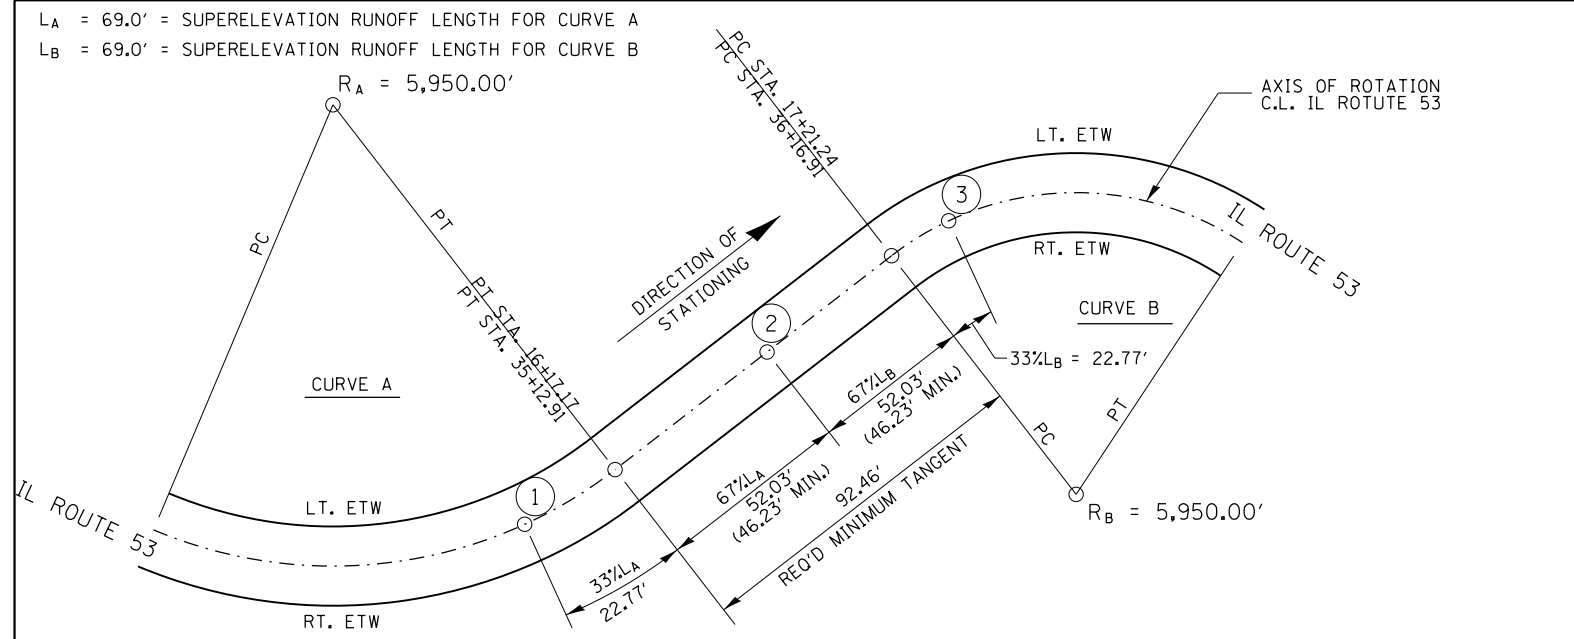 LA = 69.0' = SUPERELEVATION RUNOFF LENGTH FOR CURVE A
LB = 69.0' = SUPERELEVATION RUNOFF LENGTH FOR CURVE B
RA = 5,950.00'
PC STA. 17+21.24
PC STA. 36+16.91
AXIS OF ROTATION
C.L. IL ROTUTE 53
LT. ETW
3
IL ROUTE 53
PC
PT
DIRECTION OF
STATIONING
RT. ETW
PT STA. 16+17.17
PT STA. 35+12.91
2
CURVE B
33%LB = 22.77'
CURVE A
67%LB
52.03'
(46.23' MIN.)
PC
PT
67%LA
52.03'
(46.23' MIN.)
92.46'
REQ'D MINIMUM TANGENT
RB = 5,950.00'
IL ROUTE 53
LT. ETW
1
33%LA
22.77'
RT. ETW